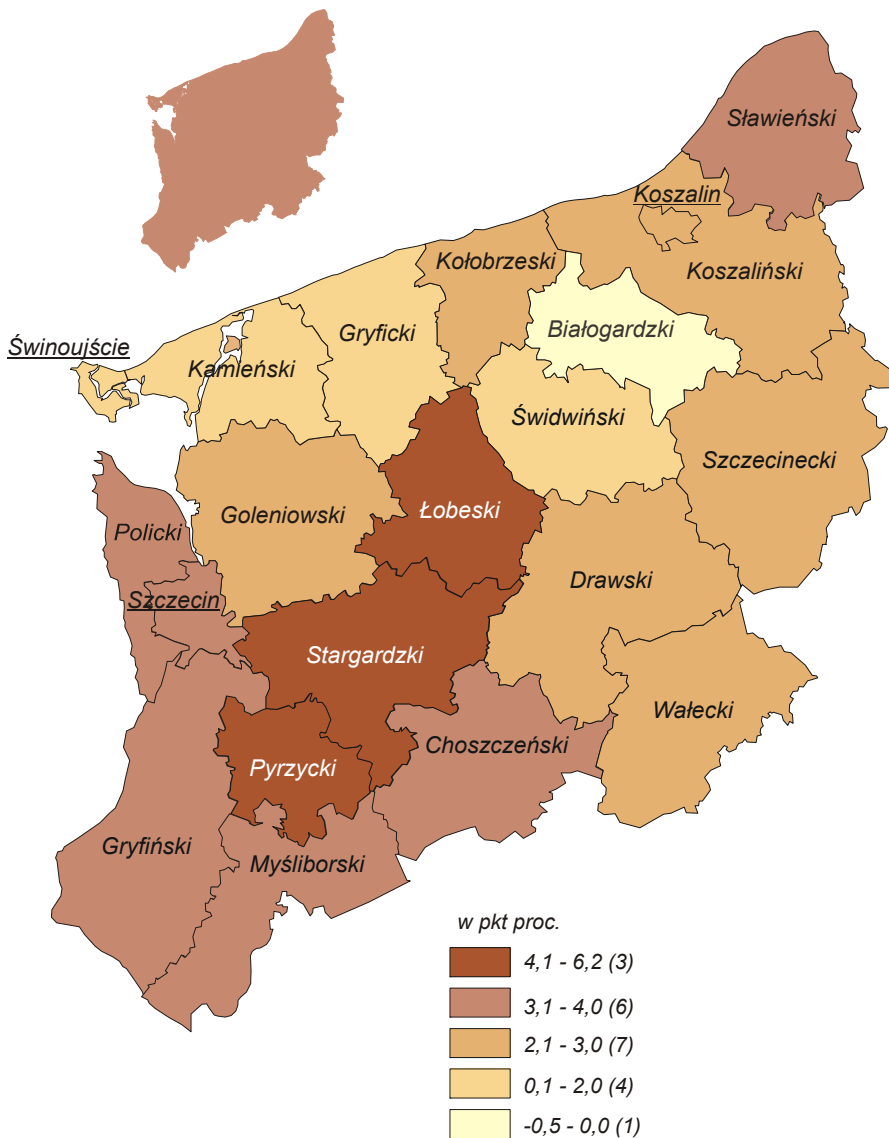 Sławieński
Koszalin
Kołobrzeski
Koszaliński
Białogardzki
Gryficki
Świnoujście
Kamieński
Świdwiński
Szczecinecki
Łobeski
Goleniowski
Policki
Drawski
Szczecin
Stargardzki
Wałecki
Choszczeński
Pyrzycki
Gryfiński
Myśliborski
w pkt proc.
4,1 - 6,2 (3)
3,1 - 4,0 (6)
2,1 - 3,0 (7)
0,1 - 2,0 (4)
-0,5 - 0,0 (1)